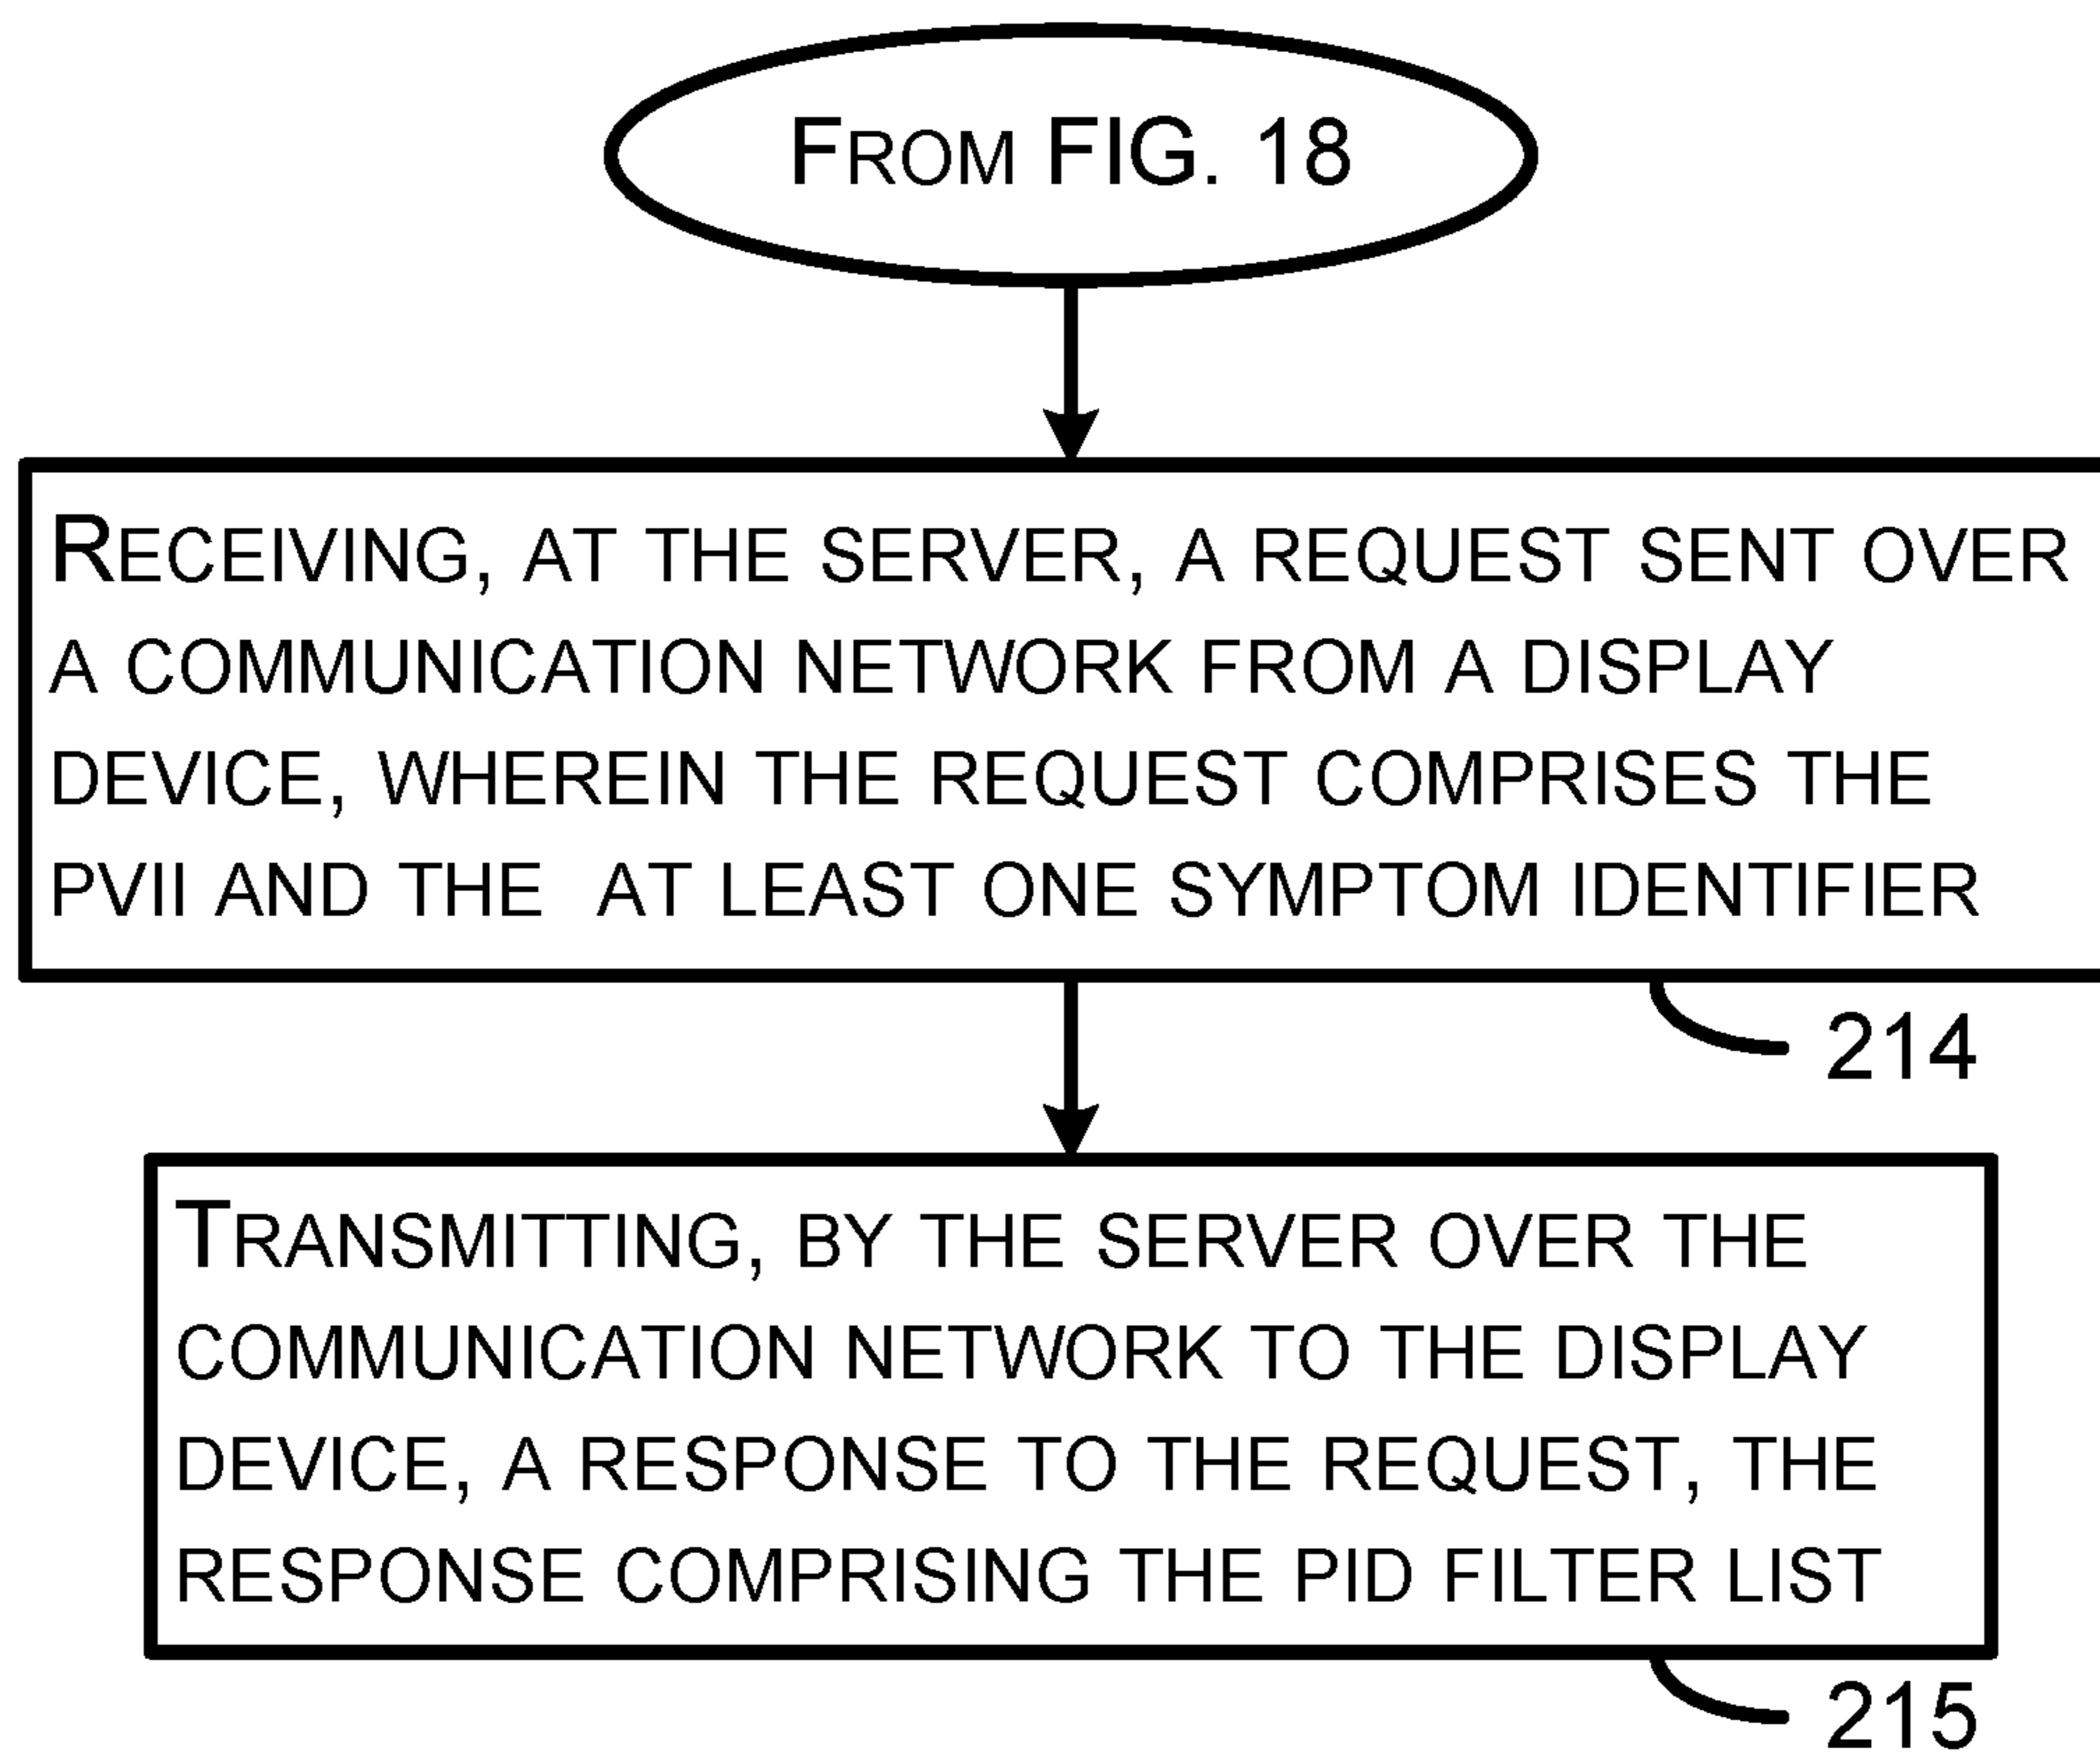 FROM FIG. 18
RECEIVING, AT THE SERVER, A REQUEST SENT OVER
A COMMUNICATION NETWORK FROM A DISPLAY
DEVICE, WHEREIN THE REQUEST COMPRISES THE
PVII AND THE AT LEAST ONE SYMPTOM IDENTIFIER
214
TRANSMITTING, BY THE SERVER OVER THE
COMMUNICATION NETWORK TO THE DISPLAY
DEVICE, A RESPONSE TO THE REQUEST, THE
RESPONSE COMPRISING THE PID FILTER LIST
215